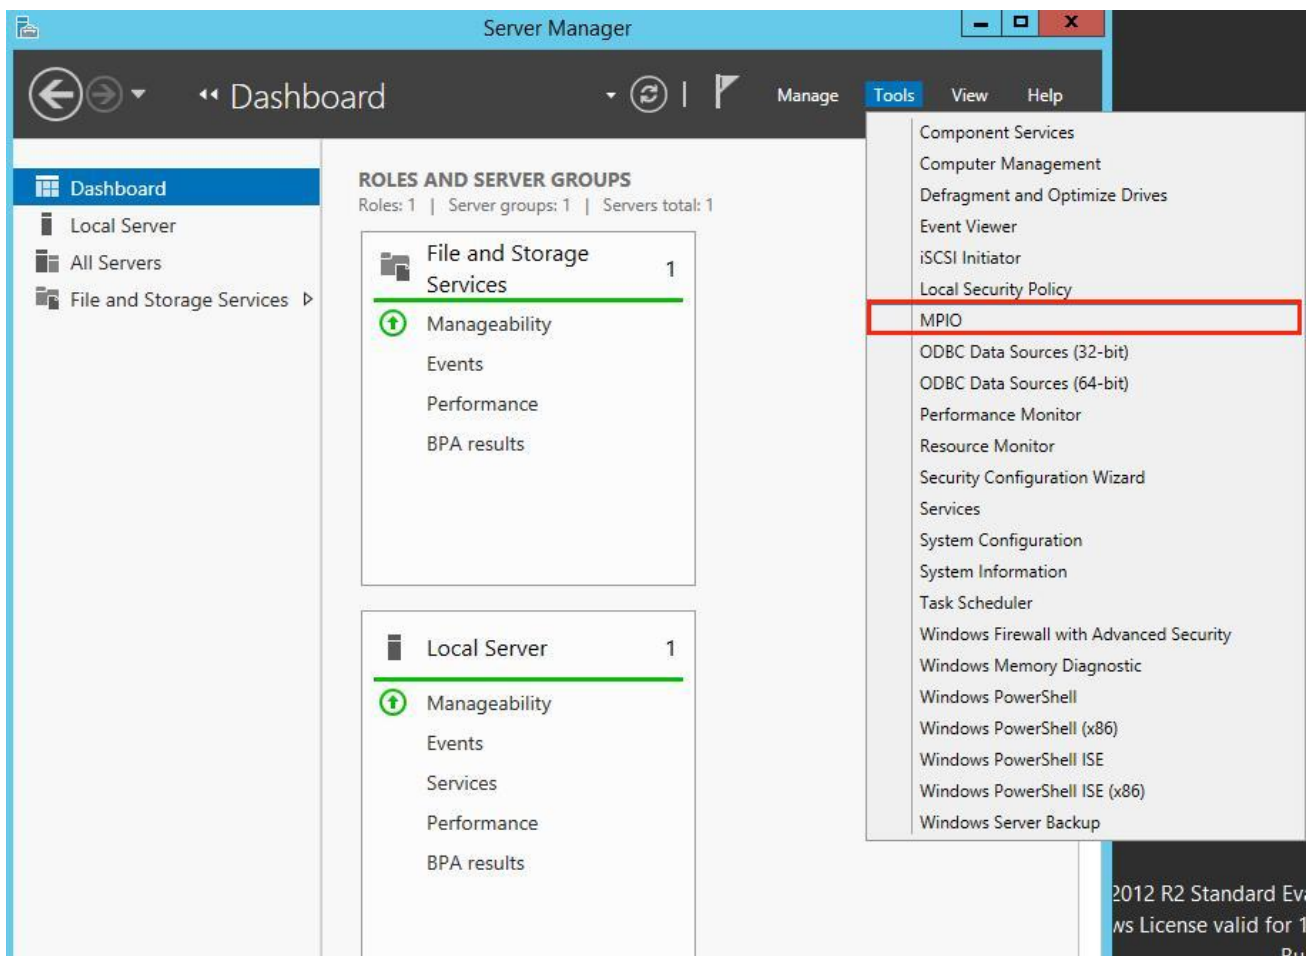 Server Manager
Dashboard
Manage Tools View Help
Dashboard
Local Server
All Servers
File and Storage Services
ROLES AND SERVER GROUPS
Roles: 1 | Server groups: 1 | Servers total: 1
File and Storage
Services
1
Manageability
Events
Performance
BPA results
Local Server 1
Manageability
Events
Services
Performance
BPA results
Component Services
Computer Management
Defragment and Optimize Drives
Event Viewer
iSCSI Initiator
Local Security Policy
MPIO
ODBC Data Sources (32-bit)
ODBC Data Sources (64-bit)
Performance Monitor
Resource Monitor
Security Configuration Wizard
Services
System Configuration
System Information
Task Scheduler
Windows Firewall with Advanced Security
Windows Memory Diagnostic
Windows PowerShell
Windows PowerShell (x86)
Windows PowerShell ISE
Windows PowerShell ISE (x86)
Windows Server Backup
2012 R2 Standard Eva
ws License valid for 1